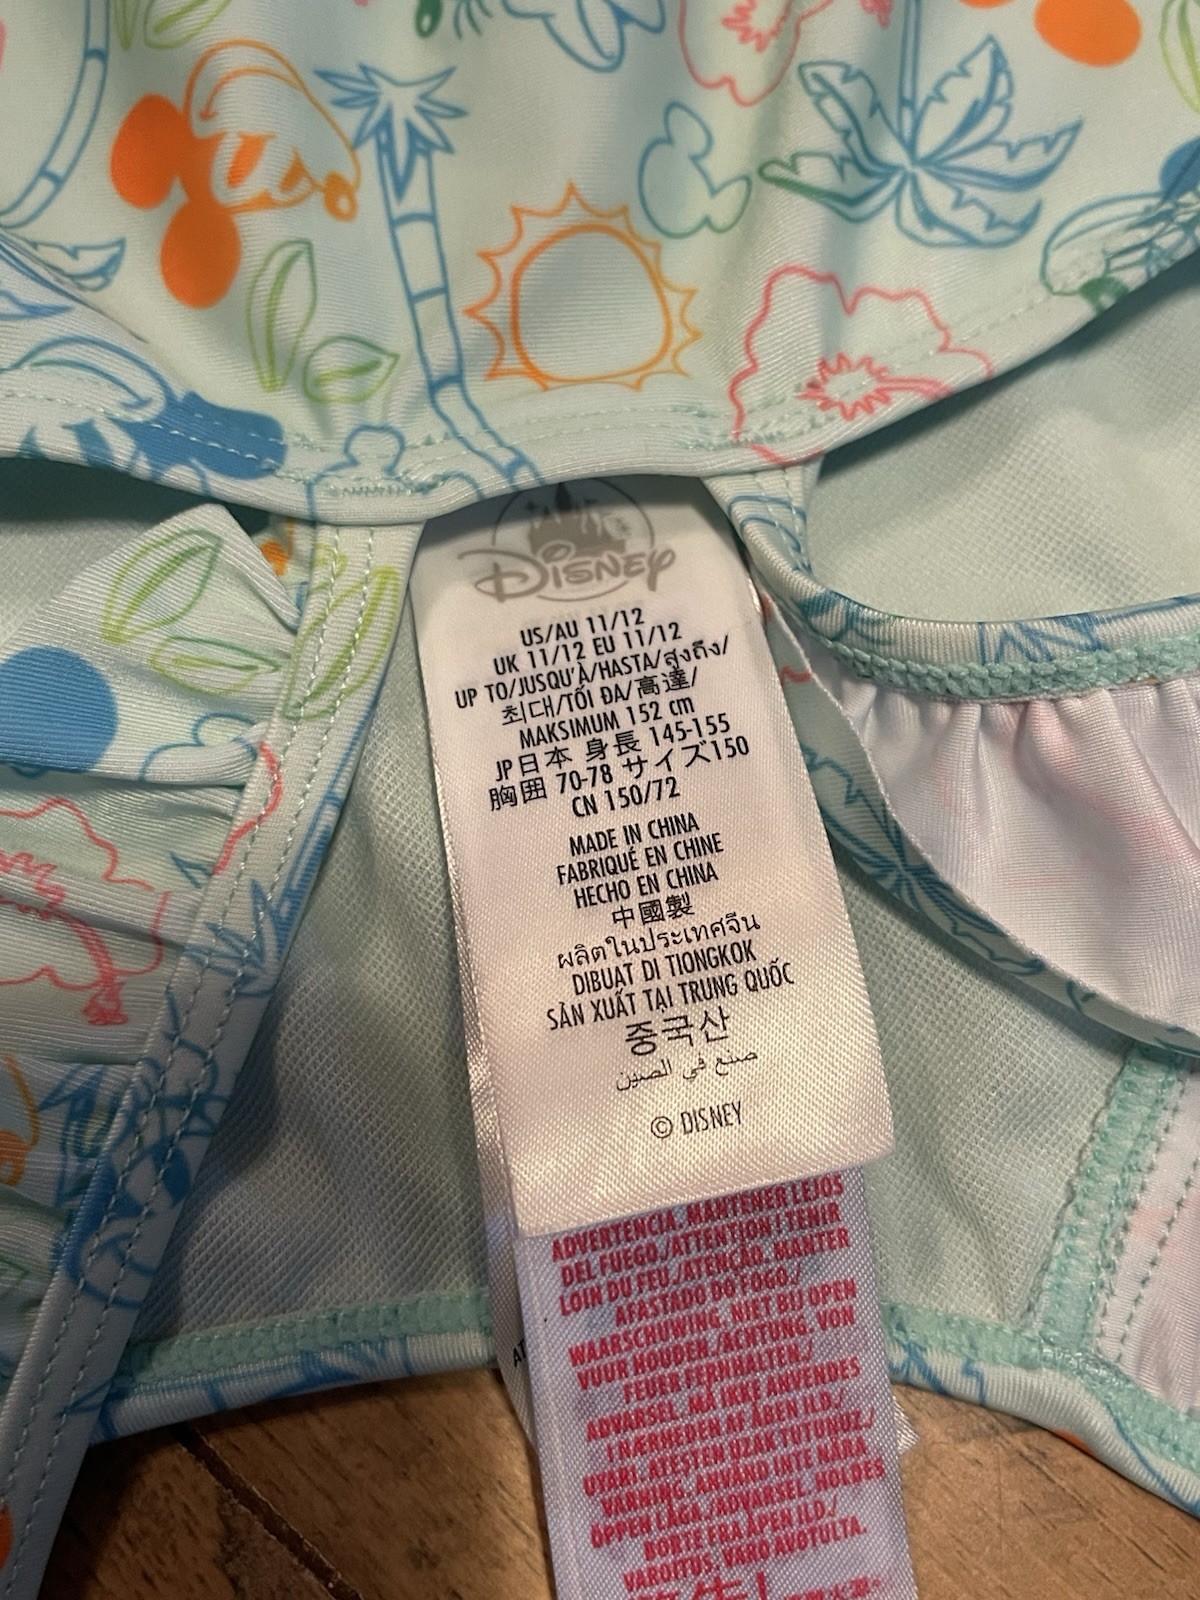 DISNEY
US/AU 11/12
UK 11/12 EU 11/12
UP TO/JUSQU'À/HASTA/สูงถึง/
최대/TỐI ĐA/高達/
MAKSIMUM 152 cm
JP日本 身長 145-155
胸囲 70-78 サイズ150
CN 150/72
MADE IN CHINA
FABRIQUÉ EN CHINE
HECHO EN CHINA
中國製
ผลิตในประเทศจีน
DIBUAT DI TIONGKOK
SẢN XUẤT TẠI TRUNG QUỐC
중국산
صنع في الصين
© DISNEY
ADVERTENCIA. MANTENER LEJOS
DEL FUEGO./ATTENTION ! TENIR
LOIN DU FEU./ATENÇÃO. MANTER
AFASTADO DO FOGO./
WAARSCHUWING. NIET BIJ OPEN
VUUR HOUDEN./ACHTUNG. VON
FEUER FERNHALTEN./
ADVARSEL. MÅ IKKE ANVENDES
I NÆRHEDEN AF ÅBEN ILD./
UYARI. ATEŞTEN UZAK TUTUNUZ./
VARNING. ANVÄND INTE NÄRA
ÖPPEN LÅGA./ADVARSEL. HOLDES
BORTE FRA ÅPEN ILD./
VAROITUS. VARO AVOTULTA.